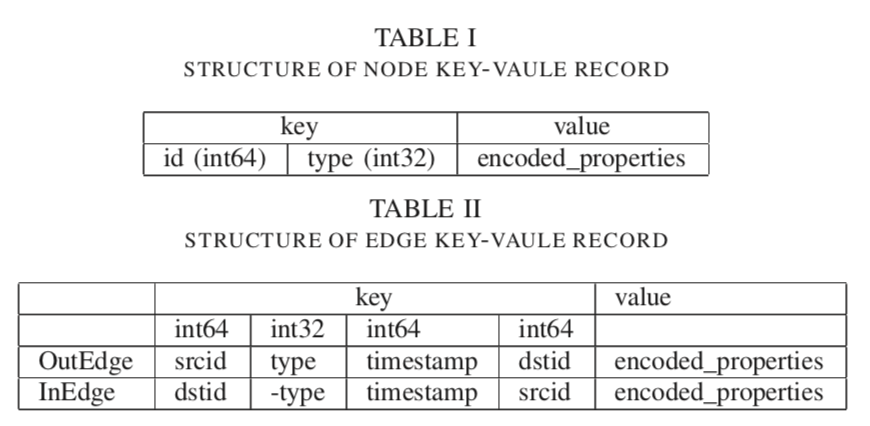 TABLE I
STRUCTURE OF NODE KEY-VAULE RECORD
key value
id (int64) type (int32) encoded_properties
TABLE II
STRUCTURE OF EDGE KEY-VAULE RECORD
key value
int64 int32 int64 int64
OutEdge srcid type timestamp dstid encoded_properties
InEdge dstid -type timestamp srcid encoded_properties